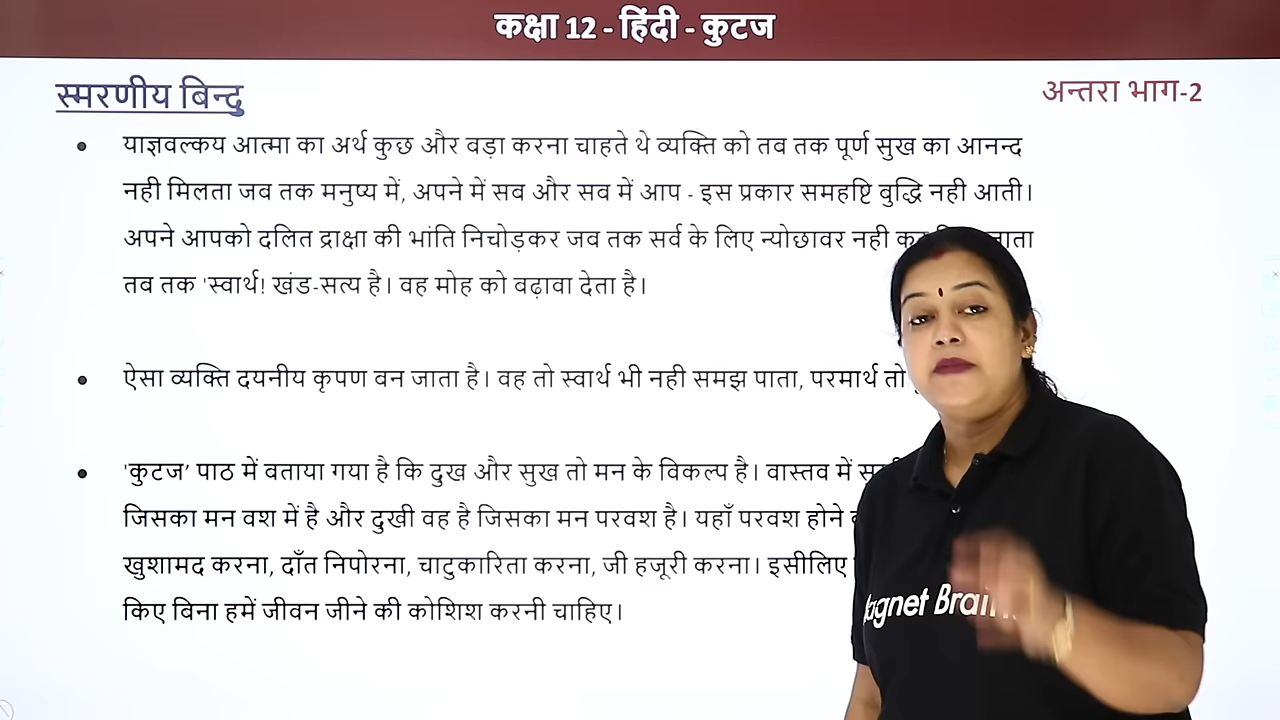 कक्षा 12 - हिंदी - कुटज
स्मरणीय बिन्दु
अन्तरा भाग-2
याज्ञवल्कय आत्मा का अर्थ कुछ और बड़ा करना चाहते थे व्यक्ति को तब तक पूर्ण सुख का आनन्द
नही मिलता जब तक मनुष्य में, अपने में सब और सब में आप - इस प्रकार समहष्टि बुद्धि नही आती।
अपने आपको दलित द्राक्षा की भांति निचोड़कर जब तक सर्व के लिए न्योछावर नही
तब तक 'स्वार्थ! खंड-सत्य है। वह मोह को बढ़ावा देता है।
ऐसा व्यक्ति दयनीय कृपण बन जाता है। वह तो स्वार्थ भी नही समझ पाता, परमार्थ तो
'कुटज’ पाठ में बताया गया है कि दुख और सुख तो मन के विकल्प है। वास्तव में
जिसका मन वश में है और दुखी वह है जिसका मन परवश है। यहाँ परवश होने
खुशामद करना, दाँत निपोरना, चाटुकारिता करना, जी हजूरी करना। इसीलिए
किए बिना हमें जीवन जीने की कोशिश करनी चाहिए।